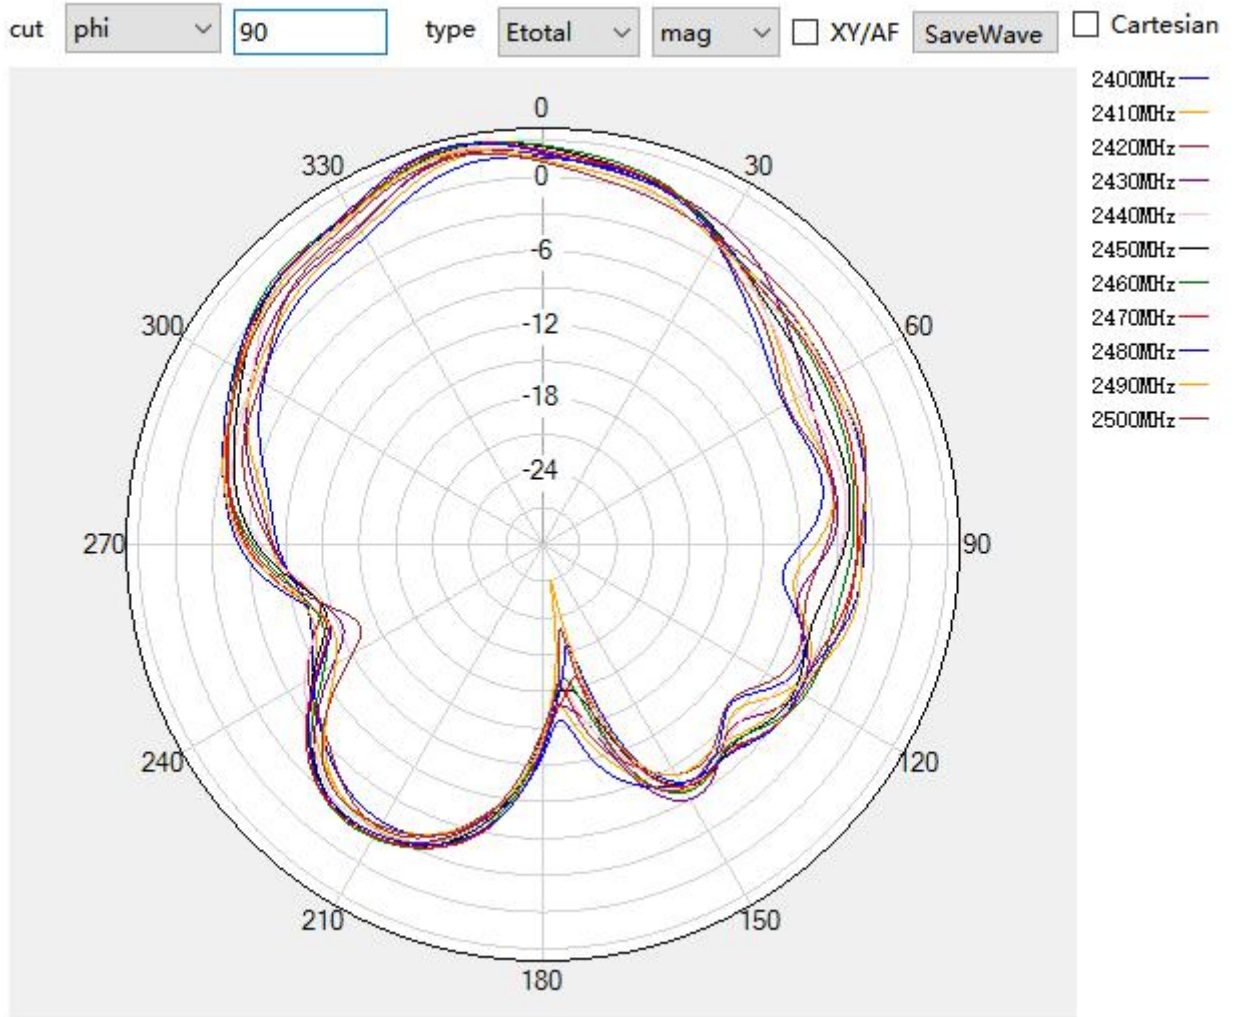 cut phi 90 type Etotal mag XY/AF SaveWave Cartesian
2400MHz
2410MHz
2420MHz
2430MHz
2440MHz
2450MHz
2460MHz
2470MHz
2480MHz
2490MHz
2500MHz
0
330 30
0
-6
300 60
-12
-18
-24
270 90
240 120
210 150
180